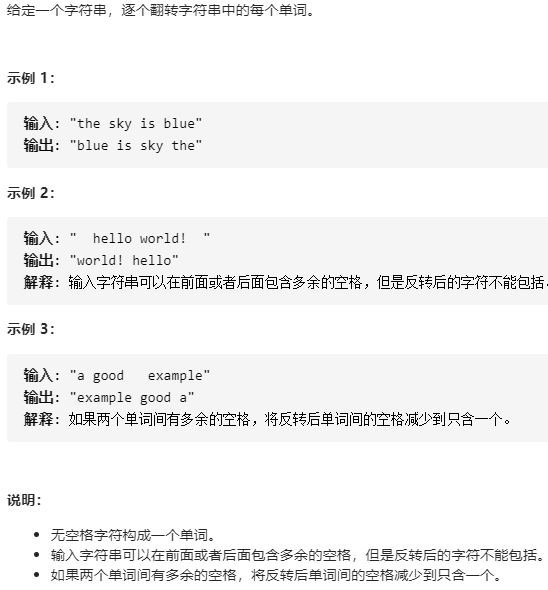 给定一个字符串，逐个翻转字符串中的每个单词。
示例 1：
输入: "the sky is blue"
输出: "blue is sky the"
示例 2：
输入: "  hello world!  "
输出: "world! hello"
解释: 输入字符串可以在前面或者后面包含多余的空格，但是反转后的字符不能包括。
示例 3：
输入: "a good   example"
输出: "example good a"
解释: 如果两个单词间有多余的空格，将反转后单词间的空格减少到只含一个。
说明：
• 无空格字符构成一个单词。
• 输入字符串可以在前面或者后面包含多余的空格，但是反转后的字符不能包括。
• 如果两个单词间有多余的空格，将反转后单词间的空格减少到只含一个。